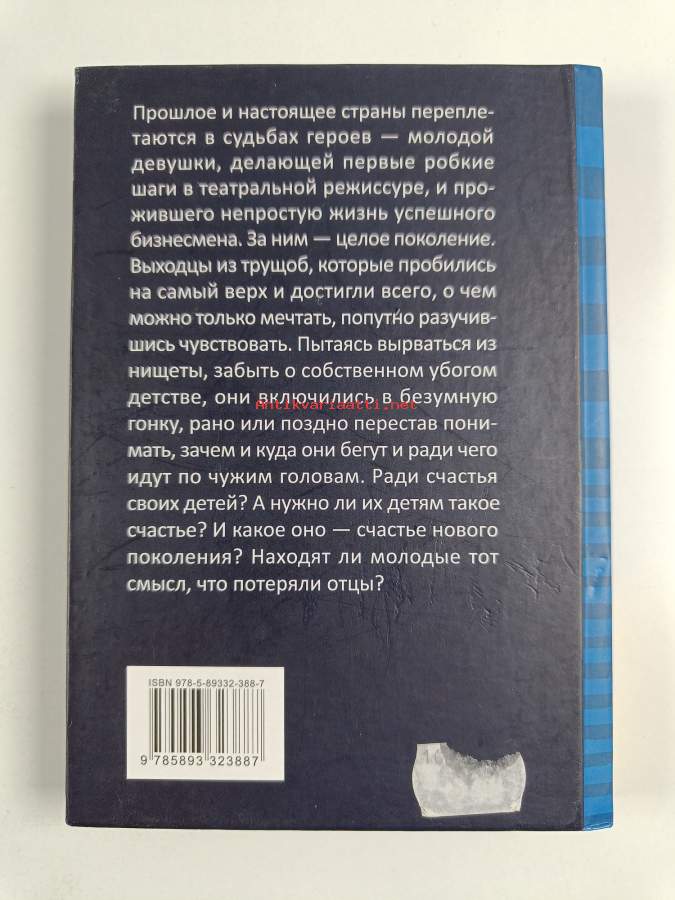 Прошлое и настоящее страны перепле-
таются в судьбах героев — молодой
девушки, делающей первые робкие
шаги в театральной режиссуре, и про-
жившего непростую жизнь успешного
бизнесмена. За ним — целое поколение.
Выходцы из трущоб, которые пробились
на самый верх и достигли всего, о чем
можно только мечтать, попутно разучив-
шись чувствовать. Пытаясь вырваться из
нищеты, забыть о собственном убогом
детстве, они включились в безумную
Antikvariaatti.net
гонку, рано или поздно перестав пони-
мать, зачем и куда они бегут и ради чего
идут по чужим головам. Ради счастья
своих детей? А нужно ли их детям такое
счастье? И какое оно — счастье нового
поколения? Находят ли молодые тот
смысл, что потеряли отцы?
ISBN 978-5-89332-388-7
9 785893 323887